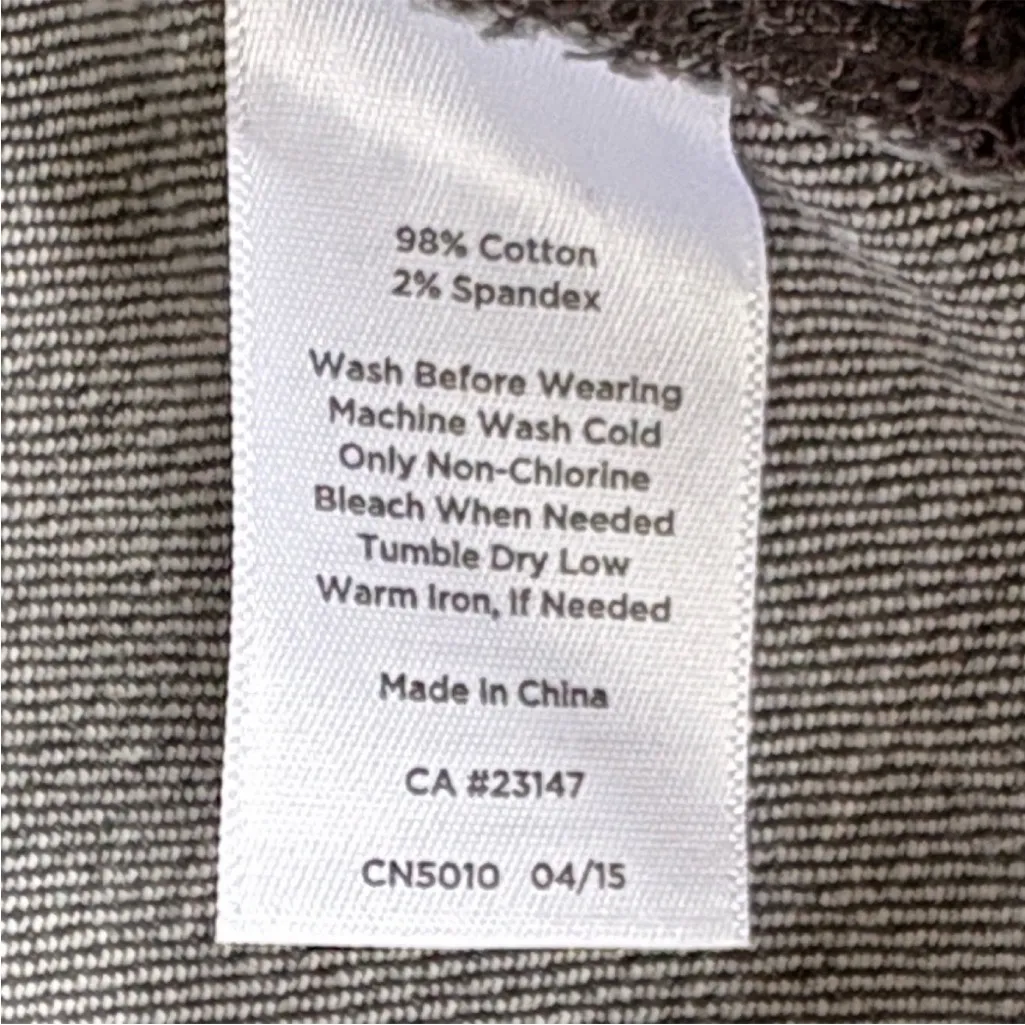 98% Cotton
2% Spandex
Wash Before Wearing
Machine Wash Cold
Only Non-Chlorine
Bleach When Needed
Tumble Dry Low
Warm Iron, If Needed
Made In China
CA #23147
CN5010 04/15